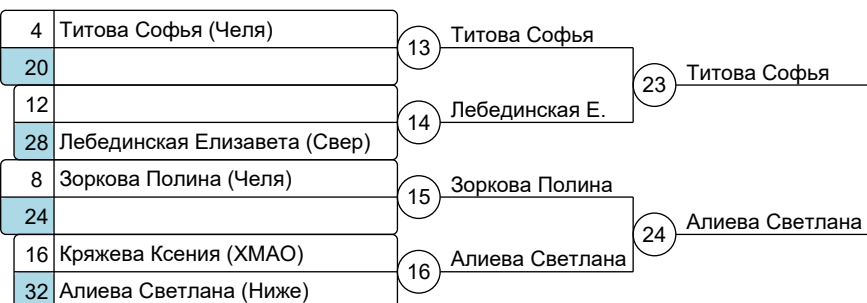 4 Титова Софья (Челя)
20
12
28 Лебединская Елизавета (Свер)
8 Зоркова Полина (Челя)
24
16 Кряжева Ксения (ХМАО)
32 Алиева Светлана (Ниже)
13 Титова Софья
14 Лебединская Е.
15 Зоркова Полина
16 Алиева Светлана
23 Титова Софья
24 Алиева Светлана